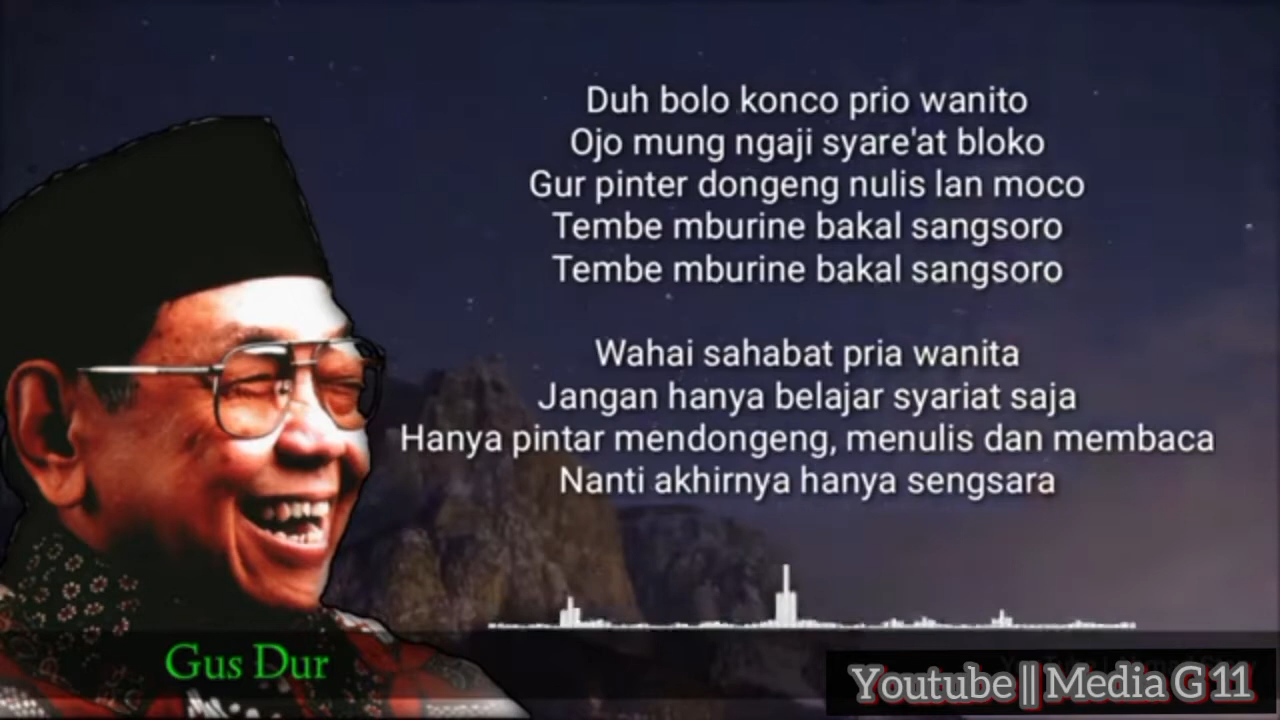 Duh bolo konco prio wanito
Ojo mung ngaji syare'at bloko
Gur pinter dongeng nulis lan moco
Tembe mburine bakal sangsoro
Tembe mburine bakal sangsoro
Wahai sahabat pria wanita
Jangan hanya belajar syariat saja
Hanya pintar mendongeng, menulis dan membaca
Nanti akhirnya hanya sengsara
Gus Dur
Youtube || Media G 11